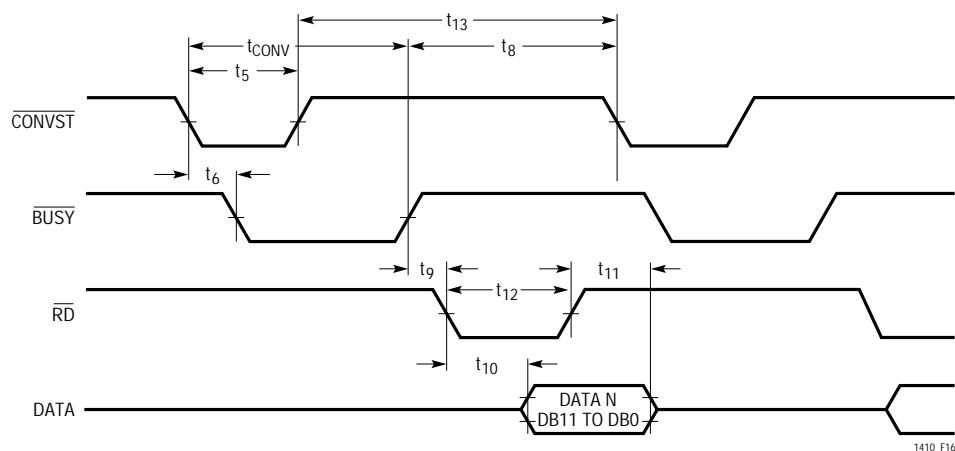 t13
tCONV
t8
t5
CONVST
t6
BUSY
t9
t11
t12
RD
t10
DATA
DATA N
DB11 TO DB0
1410 F16